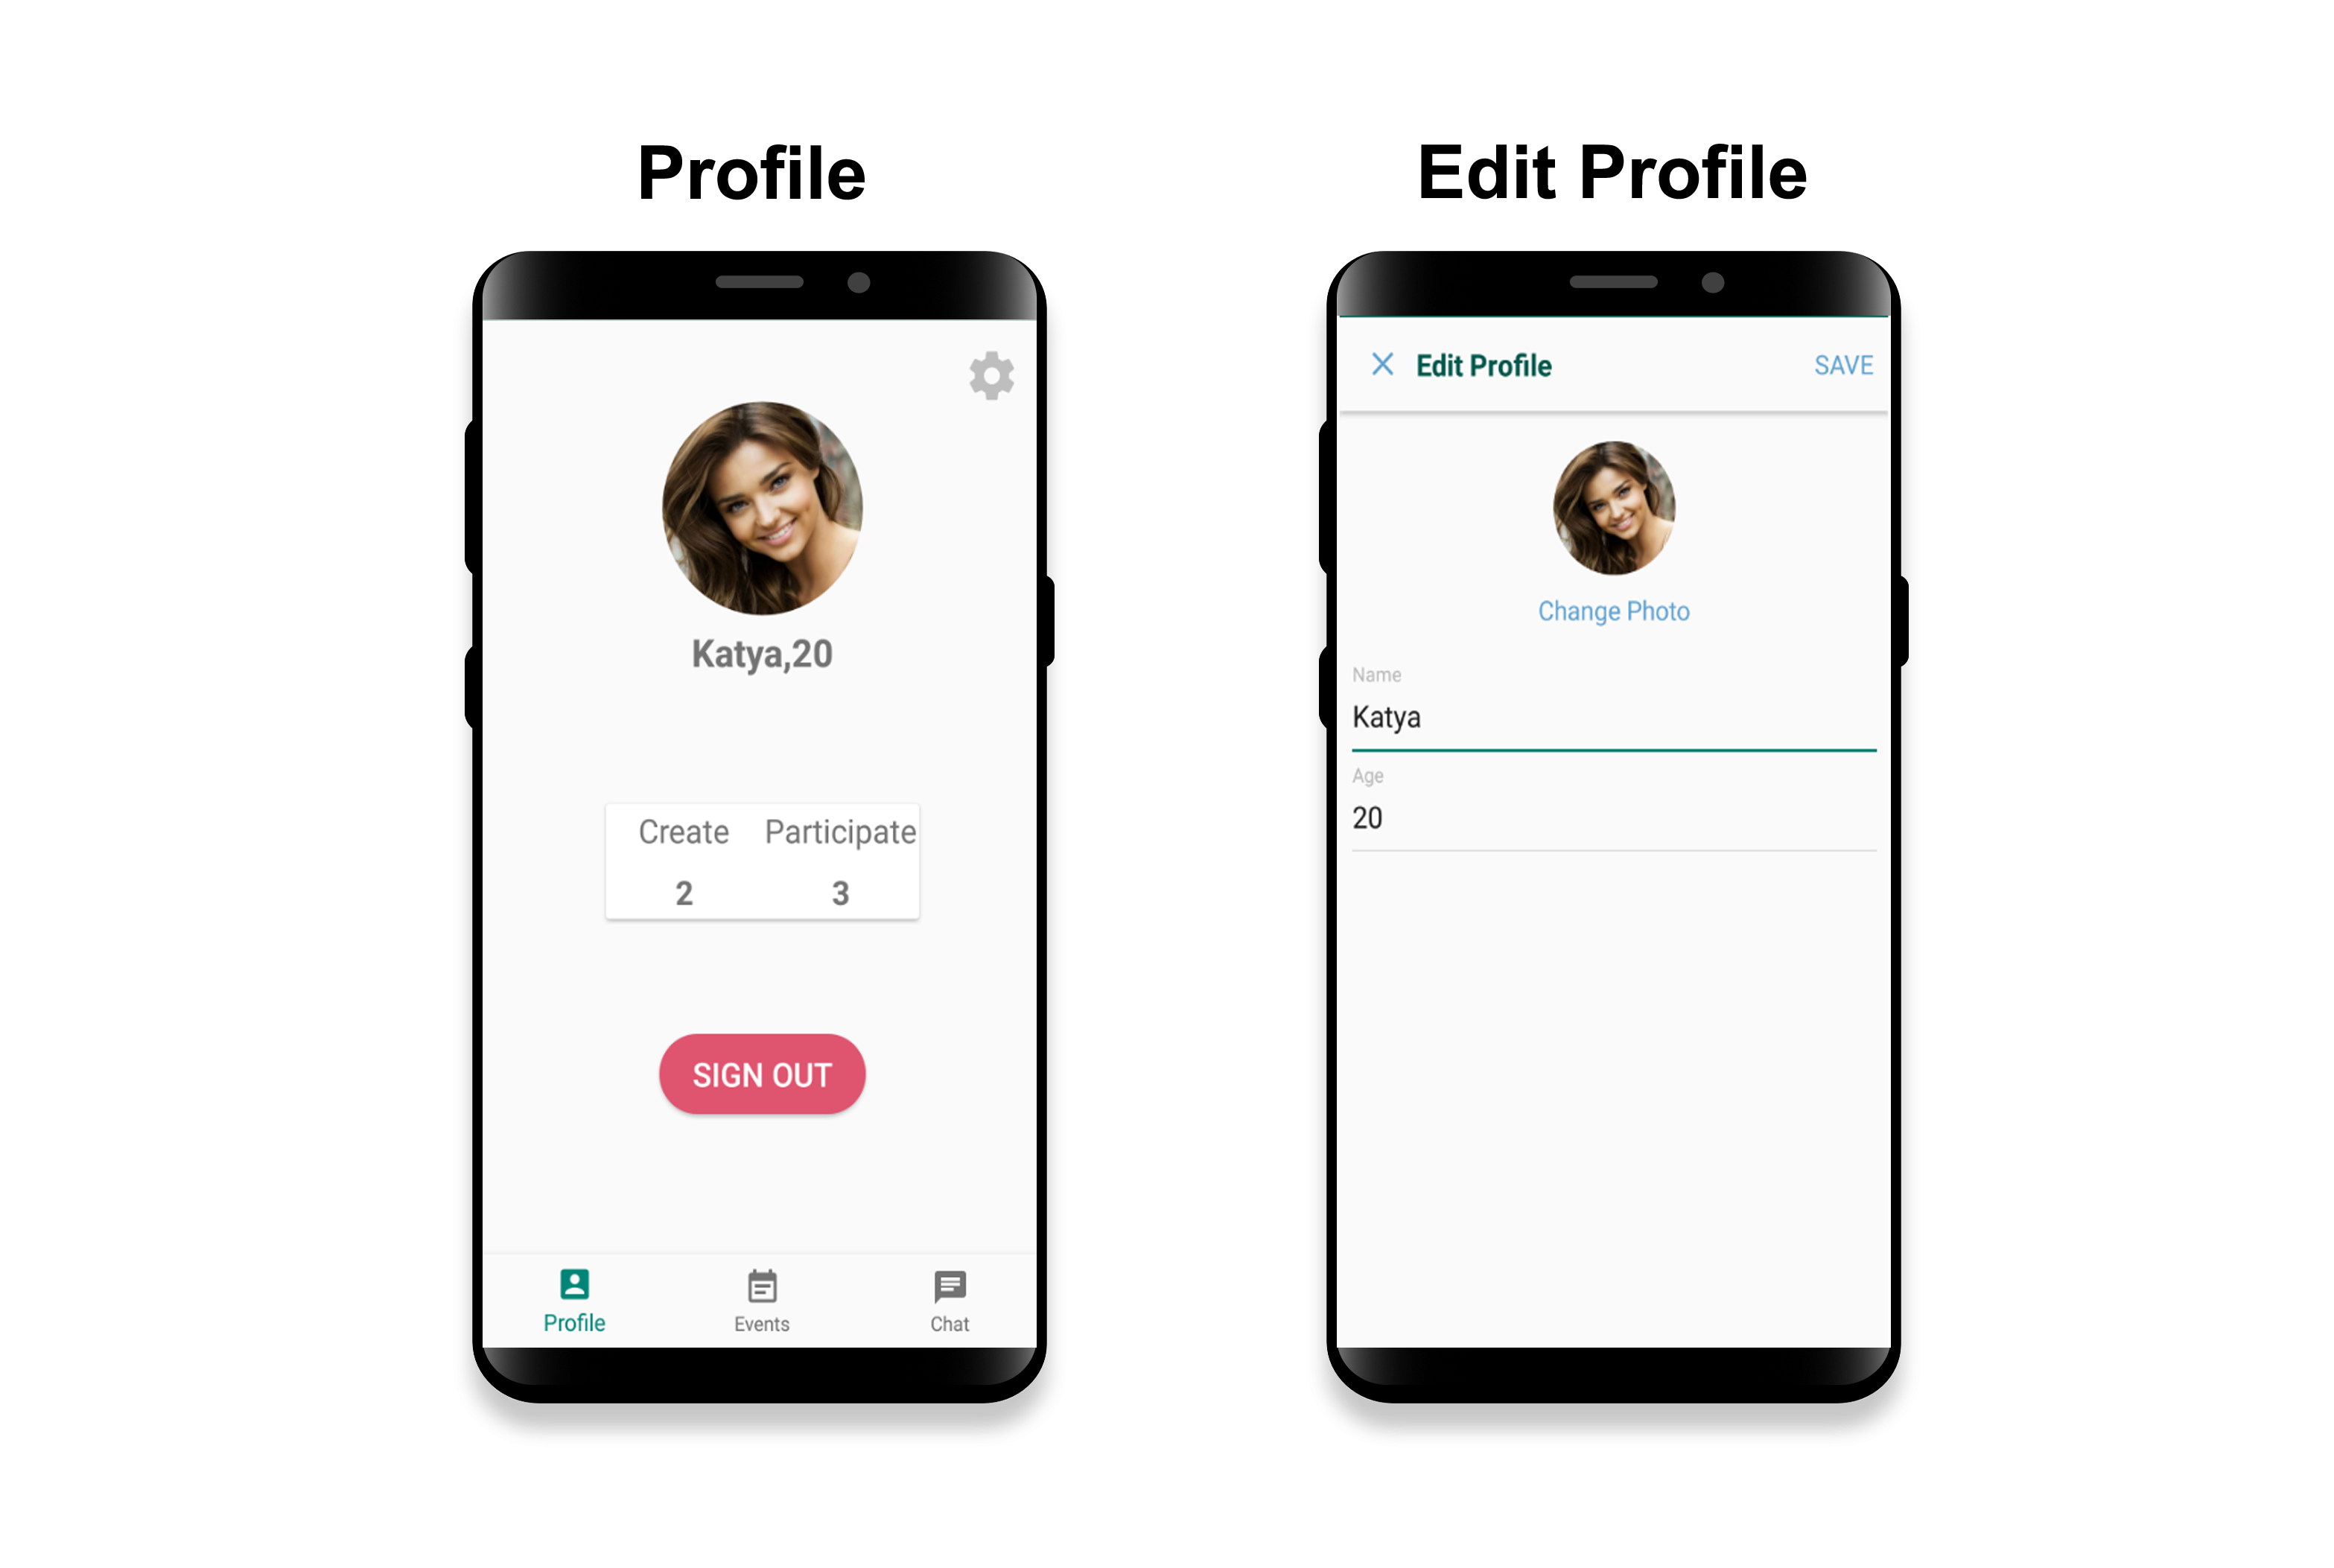 Profile
Katya,20
Create Participate
2 3
SIGN OUT
Profile Events Chat
Edit Profile
Edit Profile SAVE
Change Photo
Name
Katya
Age
20